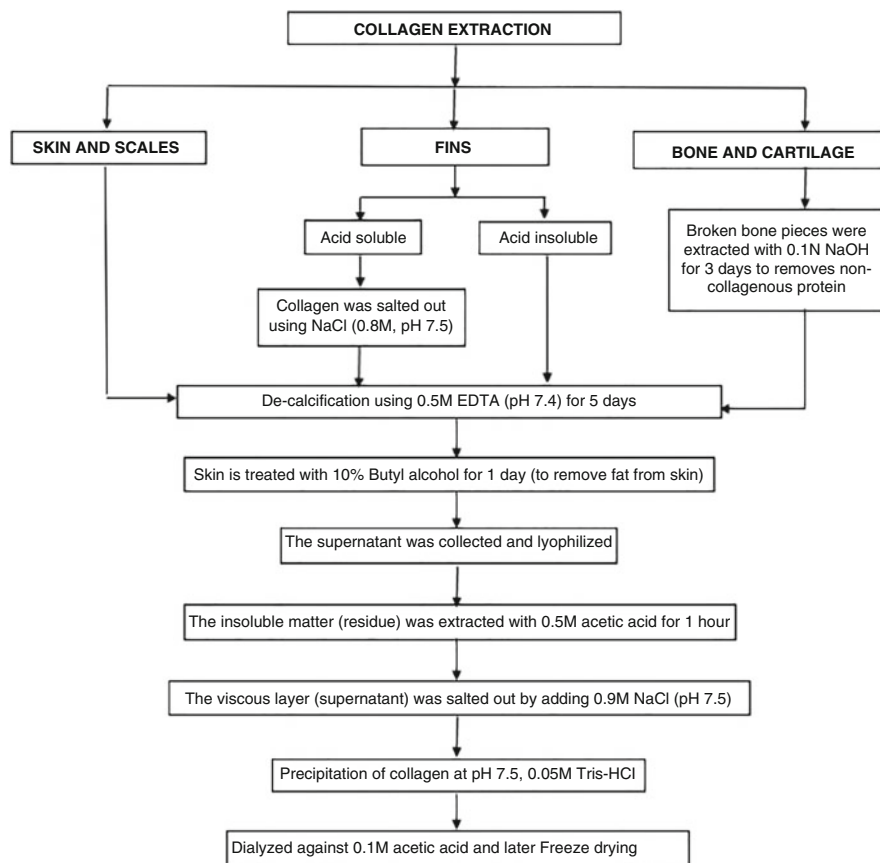 COLLAGEN EXTRACTION
SKIN AND SCALES
FINS
BONE AND CARTILAGE
Acid soluble
Acid insoluble
Broken bone pieces were
extracted with 0.1N NaOH
for 3 days to removes non-
collagenous protein
Collagen was salted out
using NaCl (0.8M, pH 7.5)
De-calcification using 0.5M EDTA (pH 7.4) for 5 days
Skin is treated with 10% Butyl alcohol for 1 day (to remove fat from skin)
The supernatant was collected and lyophilized
The insoluble matter (residue) was extracted with 0.5M acetic acid for 1 hour
The viscous layer (supernatant) was salted out by adding 0.9M NaCl (pH 7.5)
Precipitation of collagen at pH 7.5, 0.05M Tris-HCl
Dialyzed against 0.1M acetic acid and later Freeze drying